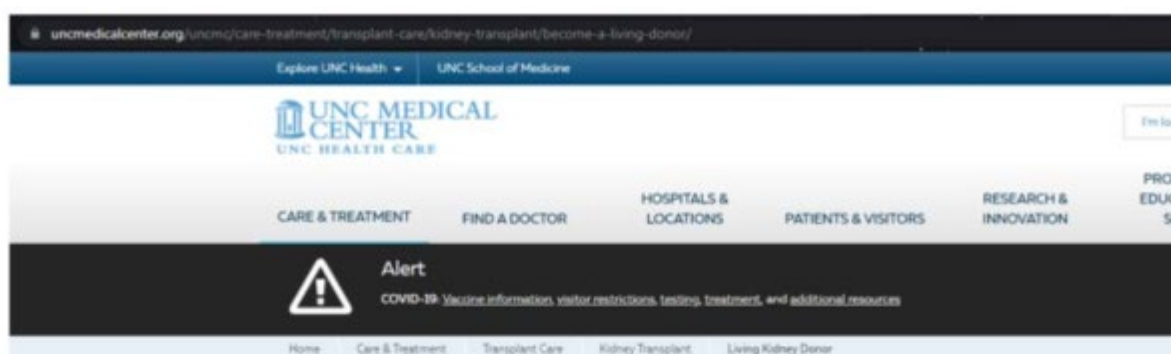 uncmedicalcenter.org/uncmc/care-treatment/transplant-care/kidney-transplant/become-a-living-donor/
Explore UNC Health UNC School of Medicine
UNC MEDICAL
CENTER
UNC HEALTH CARE
I'm lo
CARE & TREATMENT FIND A DOCTOR HOSPITALS & LOCATIONS PATIENTS & VISITORS RESEARCH & INNOVATION PRO EDUC S
Alert
COVID-19: Vaccine information, visitor restrictions, testing, treatment, and additional resources
Home Care & Treatment Transplant Care Kidney Transplant Living Kidney Donor